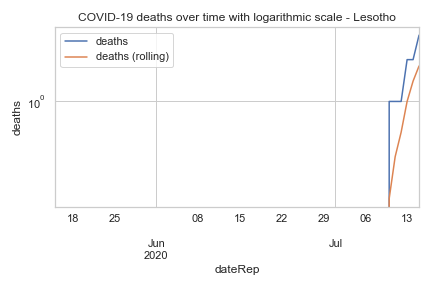 COVID-19 deaths over time with logarithmic scale - Lesotho
deaths
deaths (rolling)
deaths
10⁰
18 25 08 15 22 29 06 13
Jun Jul
2020
dateRep